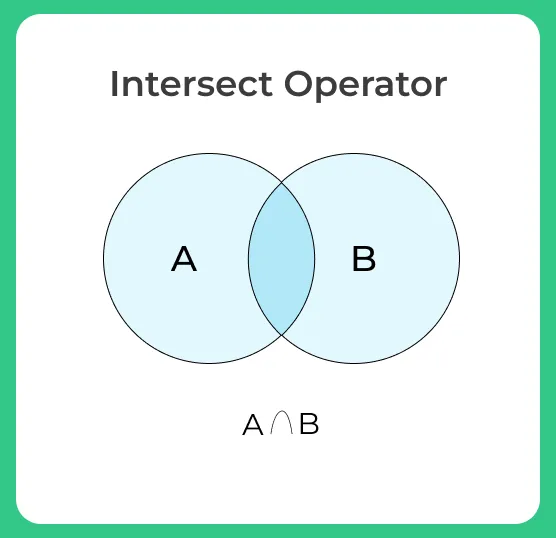 Intersect Operator
A B
A ∩ B